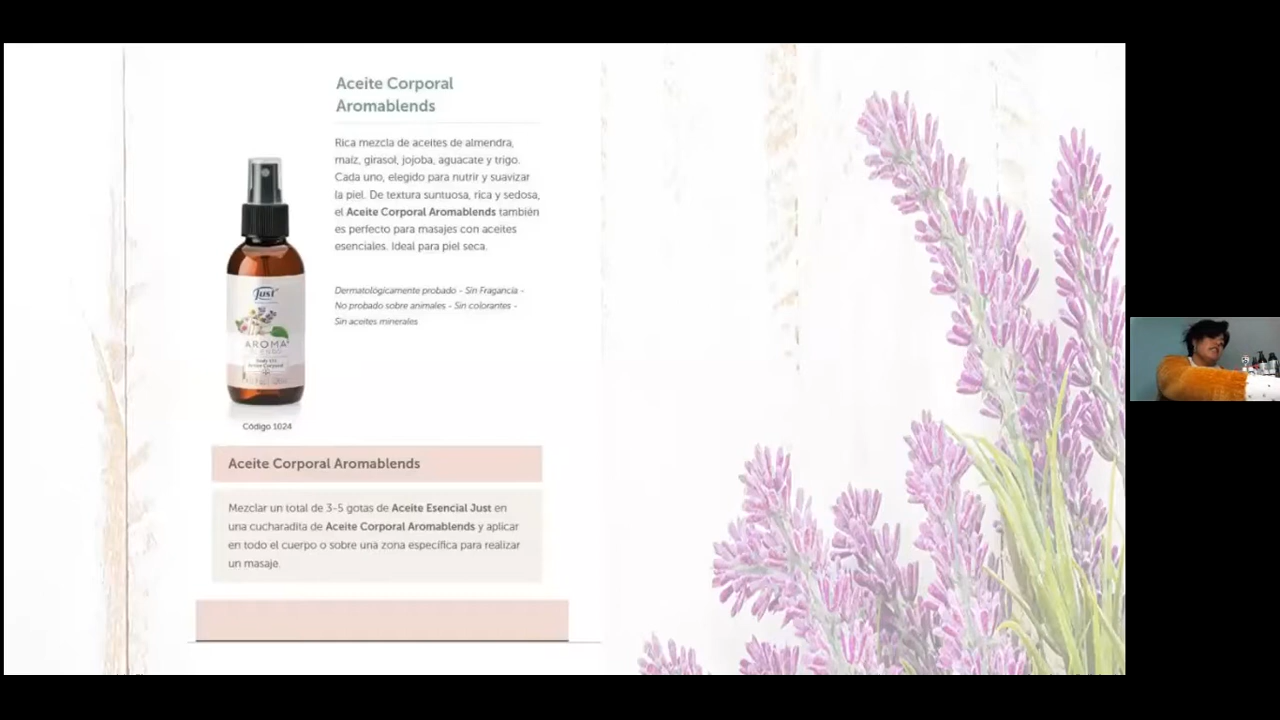 Aceite Corporal
Aromablends
Rica mezcla de aceites de almendra,
maíz, girasol, jojoba, aguacate y trigo.
Cada uno, elegido para nutrir y suavizar
la piel. De textura suntuosa, rica y sedosa,
el Aceite Corporal Aromablends también
es perfecto para masajes con aceites
esenciales. Ideal para piel seca.
Dermatológicamente probado - Sin Fragancia -
No probado sobre animales - Sin colorantes -
Sin aceites minerales
Just
AROMA
Aceite Corporal
Código 1024
Aceite Corporal Aromablends
Mezclar un total de 3-5 gotas de Aceite Esencial Just en
una cucharadita de Aceite Corporal Aromablends y aplicar
en todo el cuerpo o sobre una zona específica para realizar
un masaje.